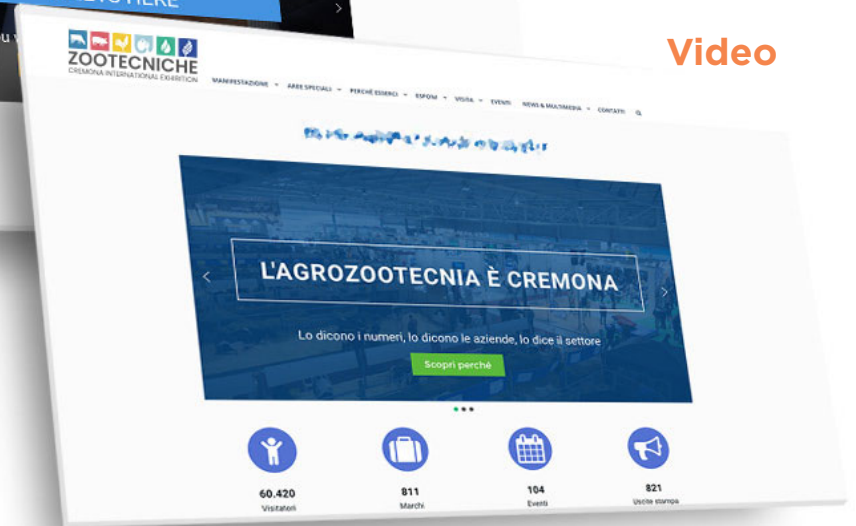 Video
ZOOTECNICHE
CREMONA INTERNATIONAL EXHIBITION
MANIFESTAZIONE AREE SPECIALI PERCHÉ ESSERCI ESPONI VISITA EVENTI NEWS & MULTIMEDIA CONTATTI
L'AGROZOOTECNIA È CREMONA
Lo dicono i numeri, lo dicono le aziende, lo dice il settore
Scopri perché
60.420 811 104 821
Visitatori Marchi Eventi Uscite stampa